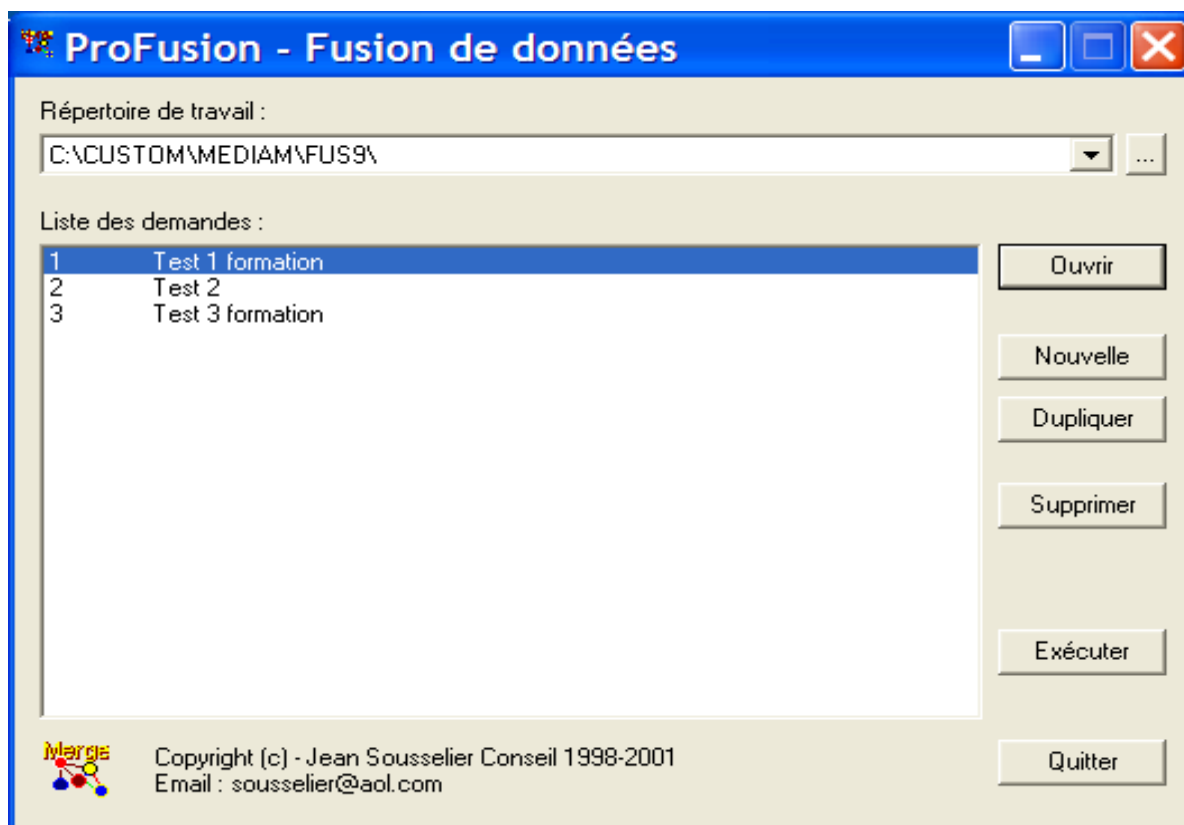 ProFusion - Fusion de données
Répertoire de travail :
C:\CUSTOM\MEDIAM\FUS9\
...
Liste des demandes :
1 Test 1 formation
2 Test 2
3 Test 3 formation
Ouvrir
Nouvelle
Dupliquer
Supprimer
Exécuter
Merge
Copyright (c) - Jean Sousselier Conseil 1998-2001
Email : sousselier@aol.com
Quitter